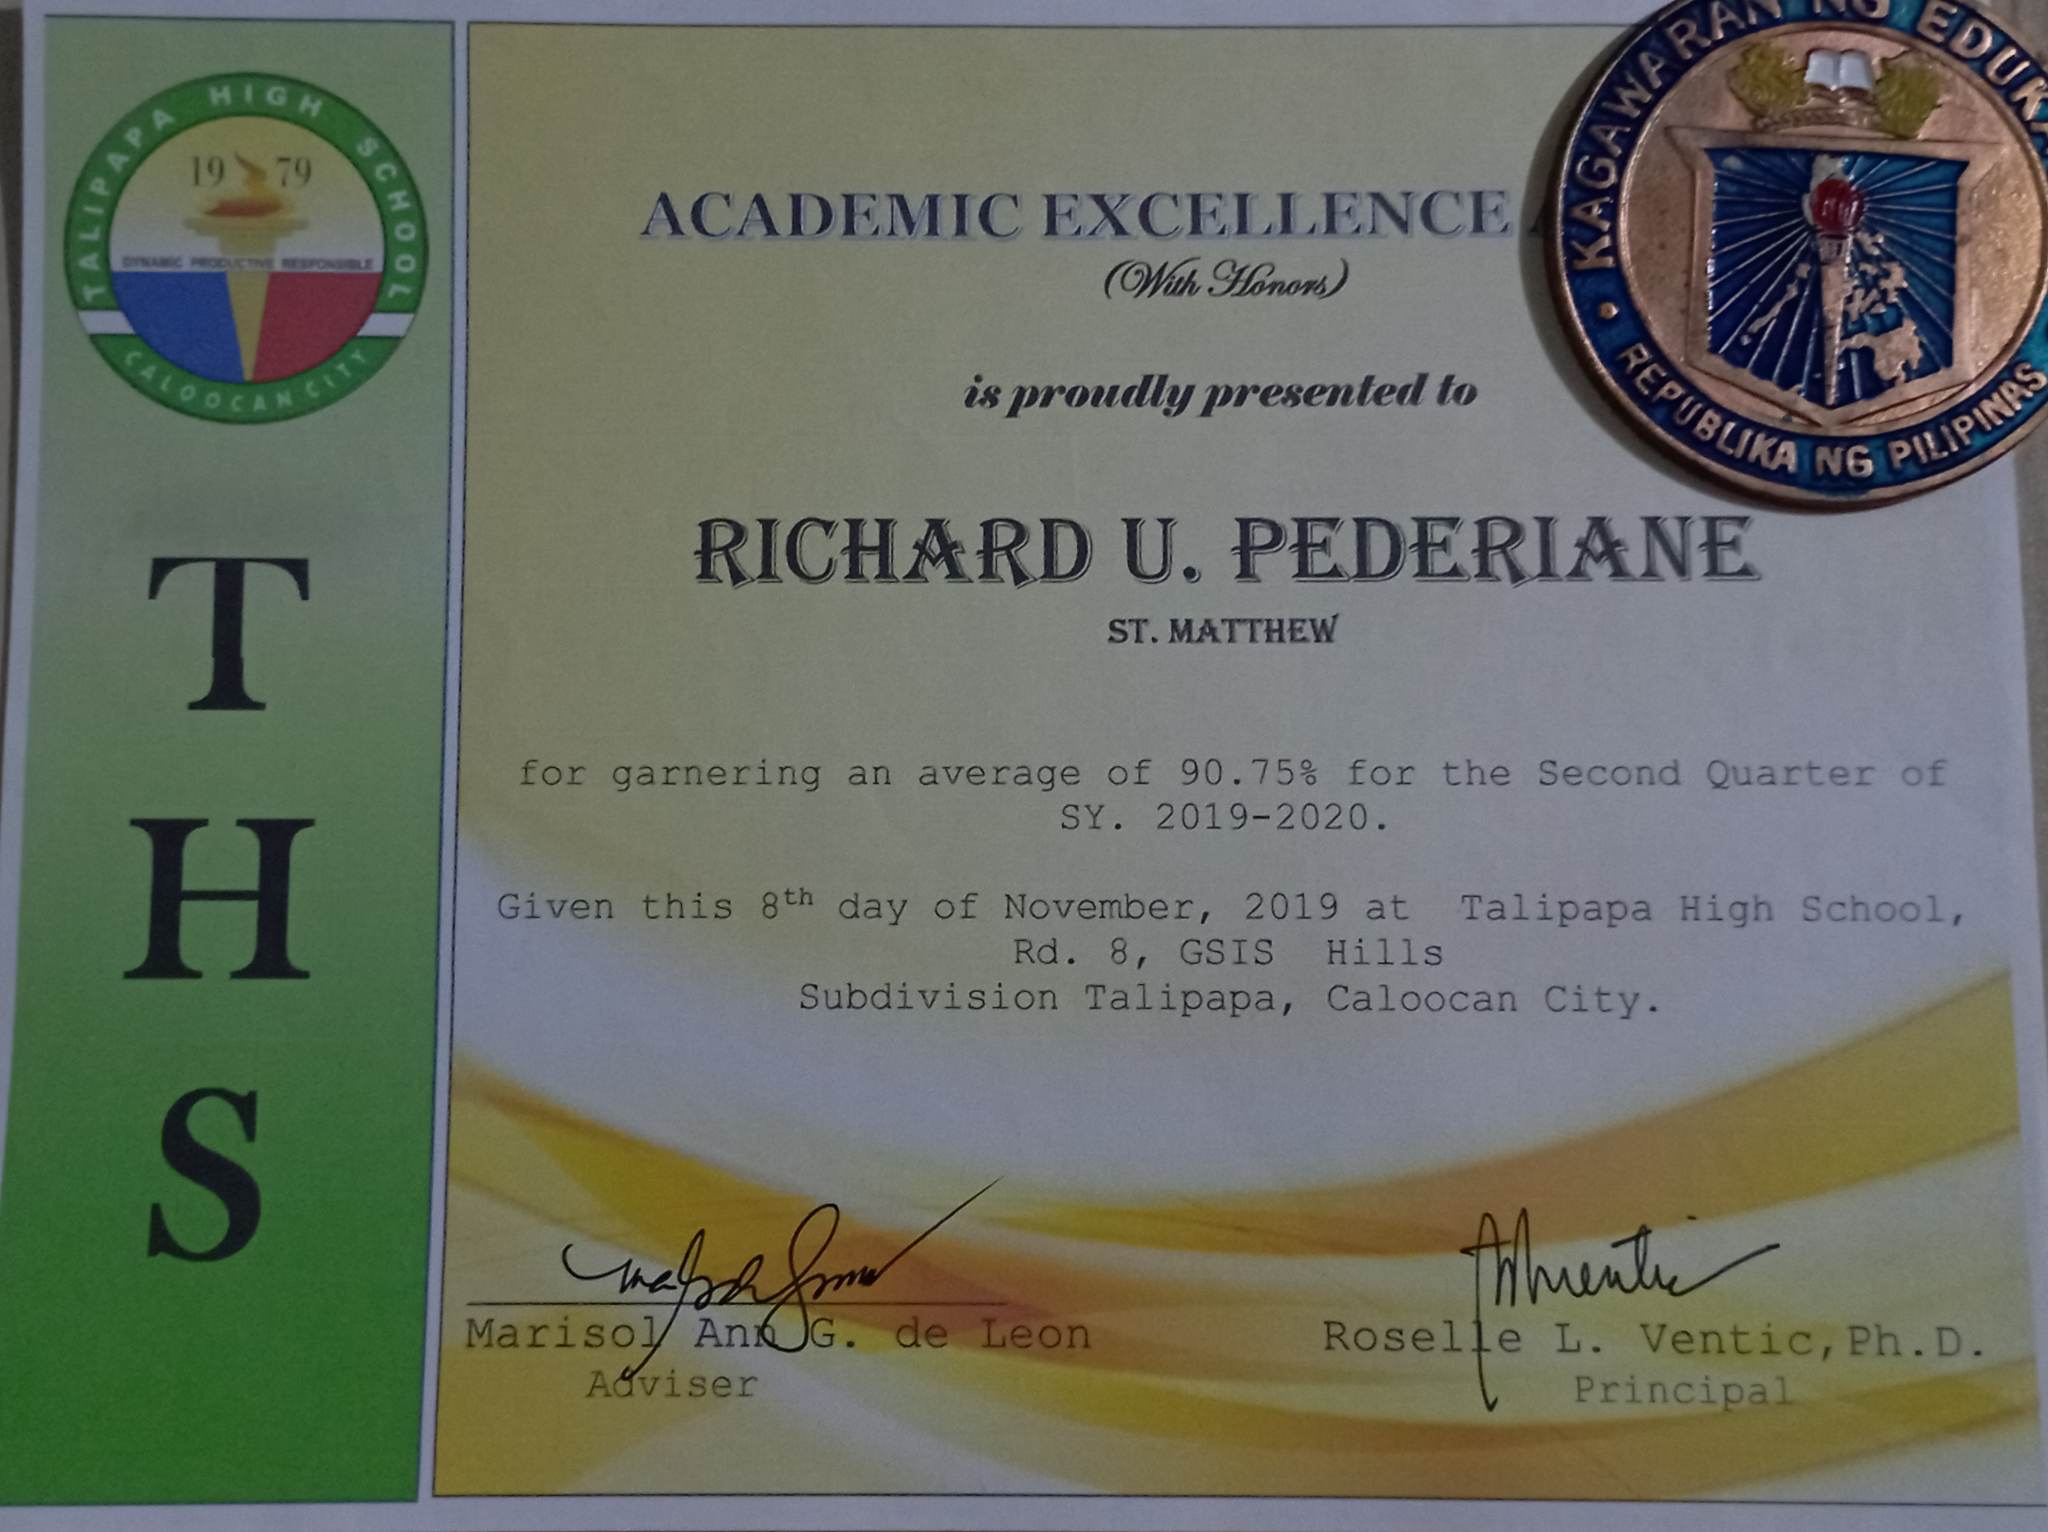 TALIPAPA HIGH SCHOOL
1979
DYNAMIC PRODUCTIVE RESPONSIBLE
CALOOCAN CITY
T
H
S
KAGAWARAN NG EDUKA
REPUBLIKA NG PILIPINAS
ACADEMIC EXCELLENCE
(With Honors)
is proudly presented to
RICHARD U. PEDERIANE
ST. MATTHEW
for garnering an average of 90.75% for the Second Quarter of
SY. 2019-2020.
Given this 8th day of November, 2019 at Talipapa High School,
Rd. 8, GSIS Hills
Subdivision Talipapa, Caloocan City.
Marisol Ann G. de Leon
Adviser
Roselle L. Ventic, Ph.D.
Principal